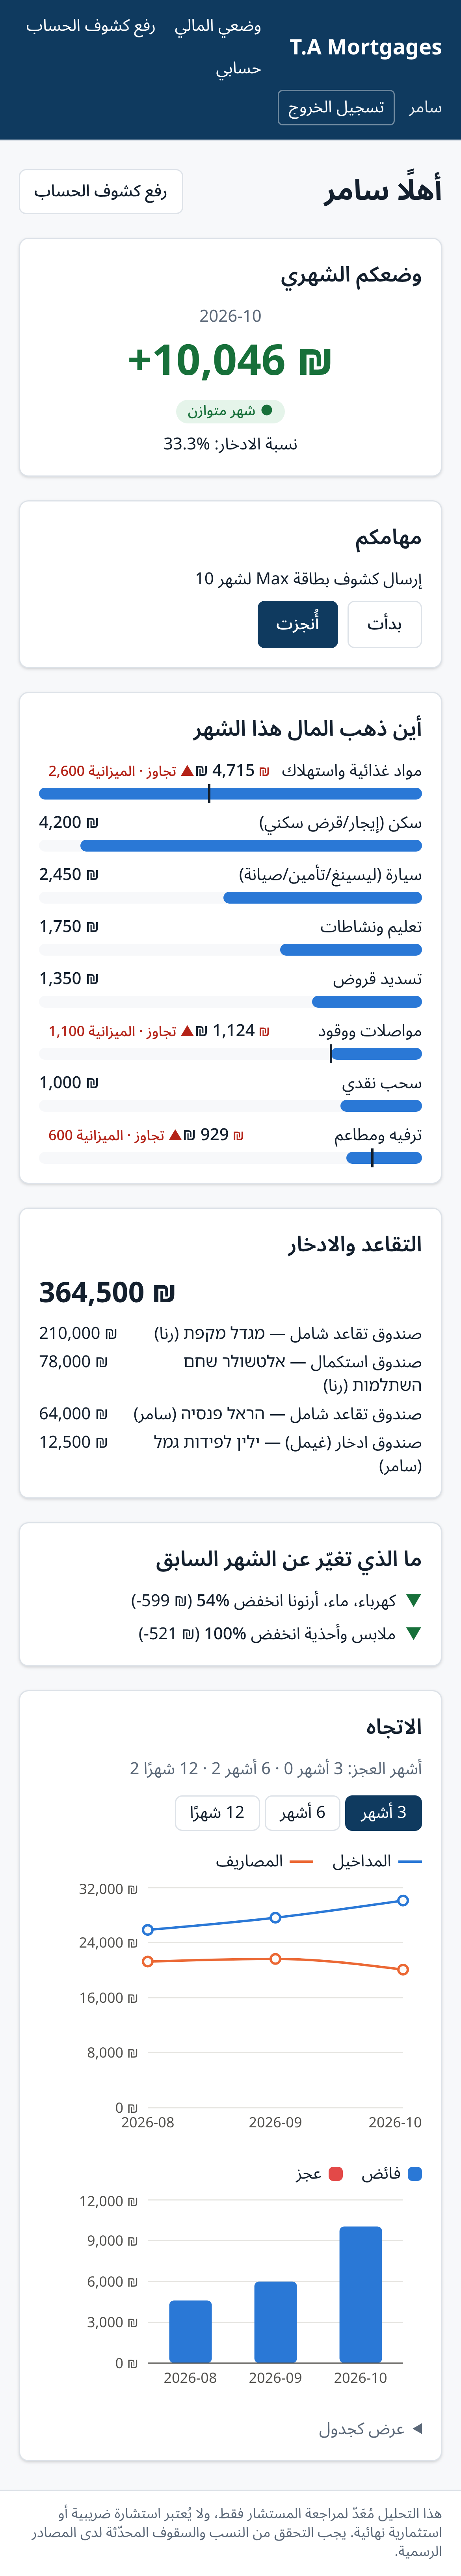 T.A Mortgages
وضعي المالي
رفع كشوف الحساب
حسابي
سامر
تسجيل الخروج
أهلًا سامر
رفع كشوف الحساب
وضعكم الشهري
2026-10
+10,046 ₪
شهر متوازن
نسبة الادخار: 33.3%
مهامكم
إرسال كشوف بطاقة Max لشهر 10
بدأت
أُنجزت
أين ذهب المال هذا الشهر
مواد غذائية واستهلاك
4,715 ₪
▲ تجاوز · الميزانية 2,600 ₪
سكن (إيجار/قرض سكني)
4,200 ₪
سيارة (ليسينغ/تأمين/صيانة)
2,450 ₪
تعليم ونشاطات
1,750 ₪
تسديد قروض
1,350 ₪
مواصلات ووقود
1,124 ₪
▲ تجاوز · الميزانية 1,100 ₪
سحب نقدي
1,000 ₪
ترفيه ومطاعم
929 ₪
▲ تجاوز · الميزانية 600 ₪
التقاعد والادخار
364,500 ₪
صندوق تقاعد شامل — מגדל מקפת (رنا)
210,000 ₪
صندوق استكمال — אלטשולר שחם
השתלמות (رنا)
78,000 ₪
صندوق تقاعد شامل — הראל פנסיה (سامر)
64,000 ₪
صندوق ادخار (غيمل) — ילין לפידות גמל
(سامر)
12,500 ₪
ما الذي تغيّر عن الشهر السابق
▼ كهرباء، ماء، أرنونا انخفض 54% (-599 ₪)
▼ ملابس وأحذية انخفض 100% (-521 ₪)
الاتجاه
أشهر العجز: 3 أشهر 0 · 6 أشهر 2 · 12 شهرًا 2
3 أشهر
6 أشهر
12 شهرًا
المداخيل
المصاريف
32,000 ₪
24,000 ₪
16,000 ₪
8,000 ₪
0 ₪
2026-08
2026-09
2026-10
فائض
عجز
12,000 ₪
9,000 ₪
6,000 ₪
3,000 ₪
0 ₪
2026-08
2026-09
2026-10
عرض كجدول
هذا التحليل مُعَدّ لمراجعة المستشار فقط، ولا يُعتبر استشارة ضريبية أو
استثمارية نهائية. يجب التحقق من النسب والسقوف المحدّثة لدى المصادر
الرسمية.